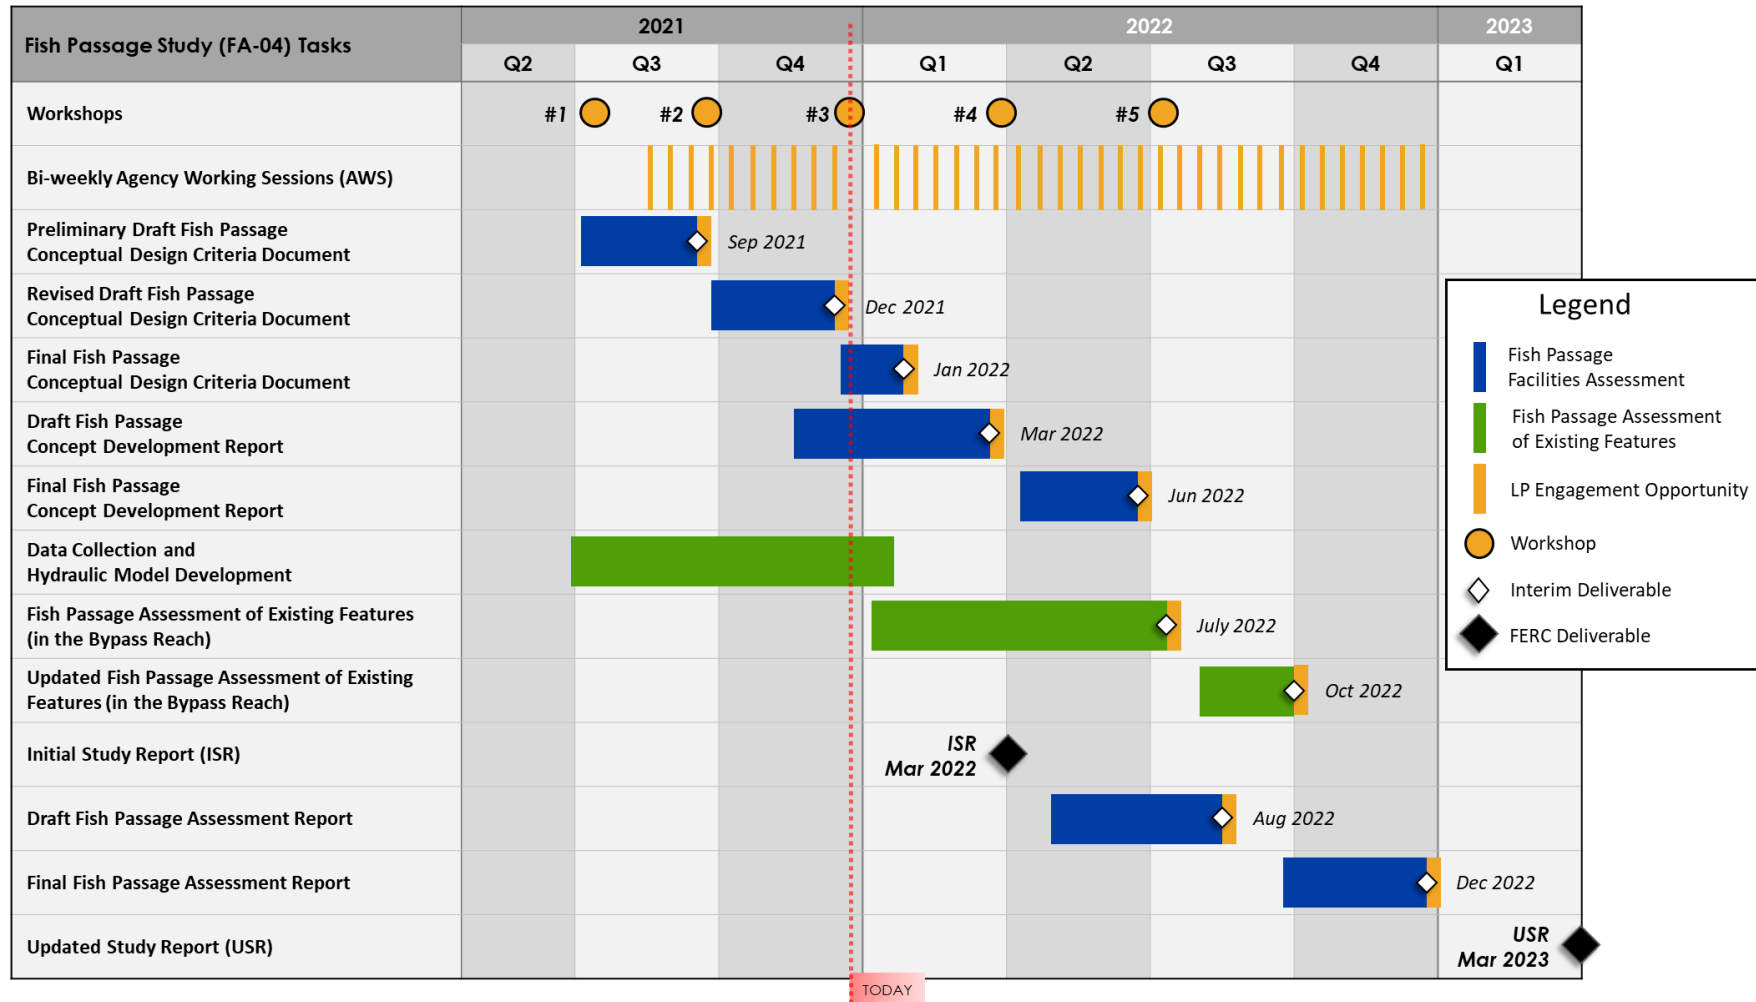 Fish Passage Study (FA-04) Tasks
2021
2022
2023
Q2
Q3
Q4
Q1
Q2
Q3
Q4
Q1
Workshops
#1
#2
#3
#4
#5
Bi-weekly Agency Working Sessions (AWS)
Preliminary Draft Fish Passage
Conceptual Design Criteria Document
Sep 2021
Revised Draft Fish Passage
Conceptual Design Criteria Document
Dec 2021
Final Fish Passage
Conceptual Design Criteria Document
Jan 2022
Draft Fish Passage
Concept Development Report
Mar 2022
Final Fish Passage
Concept Development Report
Jun 2022
Data Collection and
Hydraulic Model Development
Fish Passage Assessment of Existing Features
(in the Bypass Reach)
July 2022
Updated Fish Passage Assessment of Existing
Features (in the Bypass Reach)
Oct 2022
Initial Study Report (ISR)
ISR
Mar 2022
Draft Fish Passage Assessment Report
Aug 2022
Final Fish Passage Assessment Report
Dec 2022
Updated Study Report (USR)
USR
Mar 2023
TODAY
Legend
Fish Passage
Facilities Assessment
Fish Passage Assessment
of Existing Features
LP Engagement Opportunity
Workshop
Interim Deliverable
FERC Deliverable